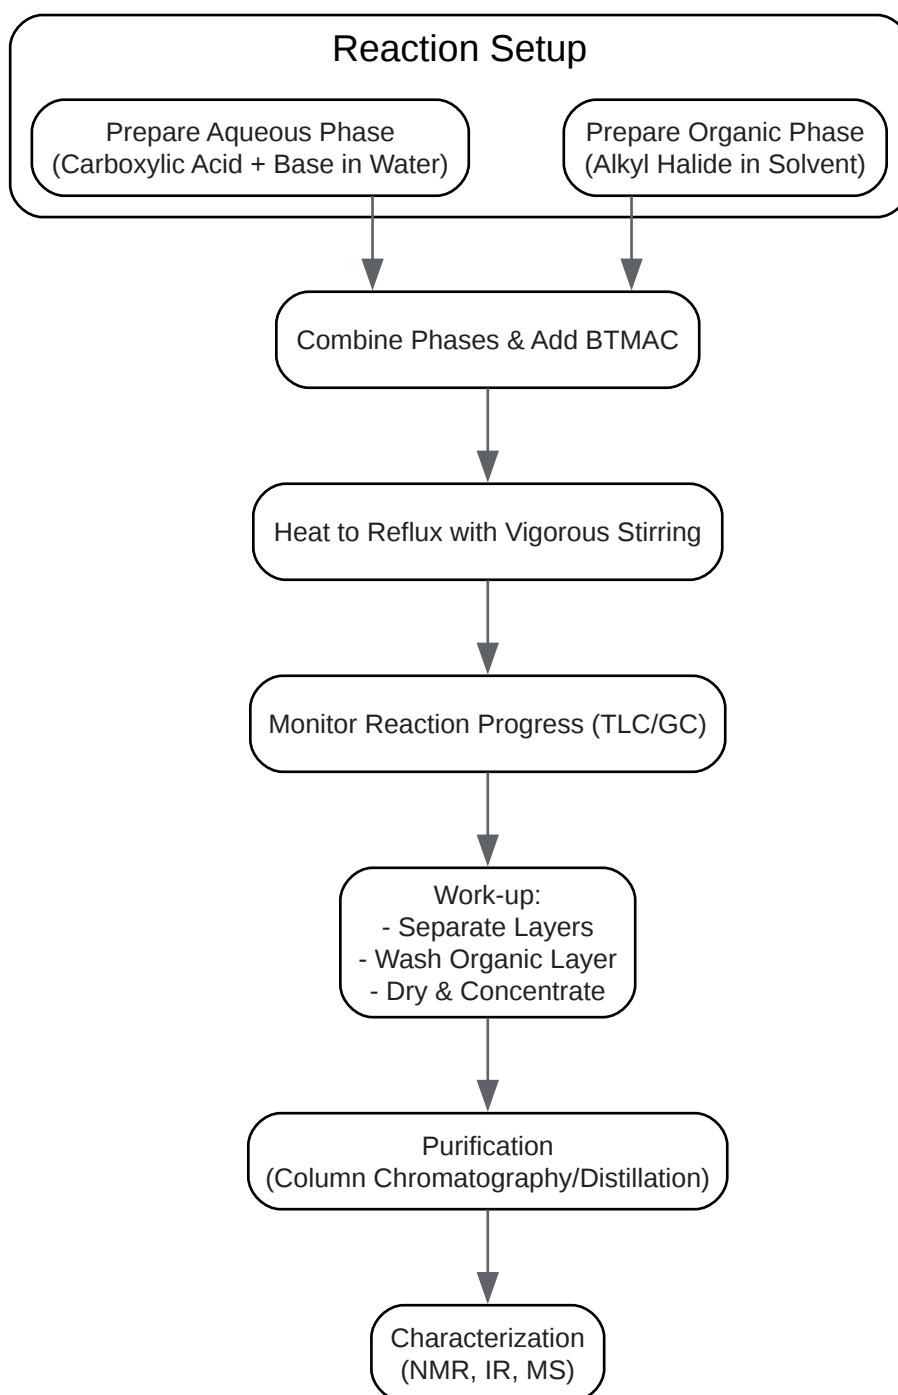 Reaction Setup
Prepare Aqueous Phase
(Carboxylic Acid + Base in Water)
Prepare Organic Phase
(Alkyl Halide in Solvent)
Combine Phases & Add BTMAC
Heat to Reflux with Vigorous Stirring
Monitor Reaction Progress (TLC/GC)
Work-up:
- Separate Layers
- Wash Organic Layer
- Dry & Concentrate
Purification
(Column Chromatography/Distillation)
Characterization
(NMR, IR, MS)